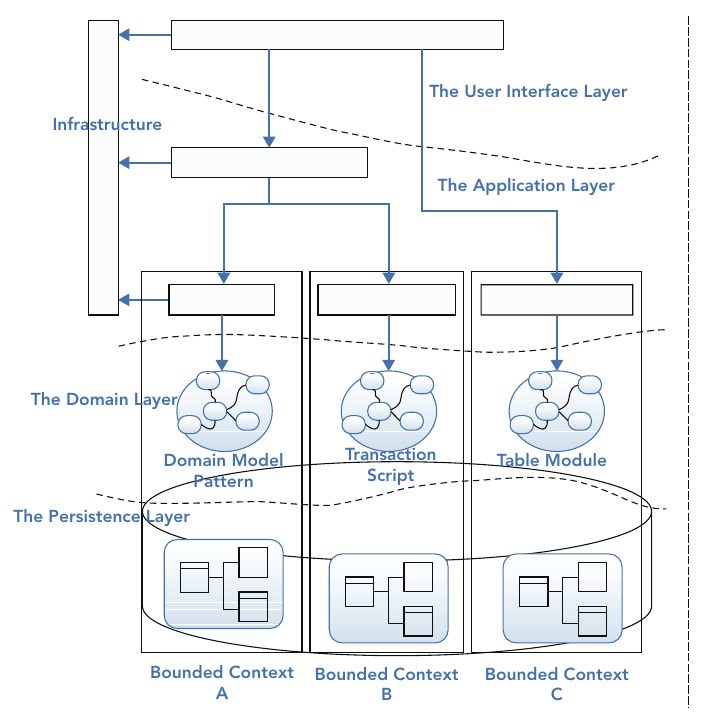 The User Interface Layer
Infrastructure
The Application Layer
The Domain Layer
Domain Model
Pattern
Transaction
Script
Table Module
The Persistence Layer
Bounded Context
A
Bounded Context
B
Bounded Context
C